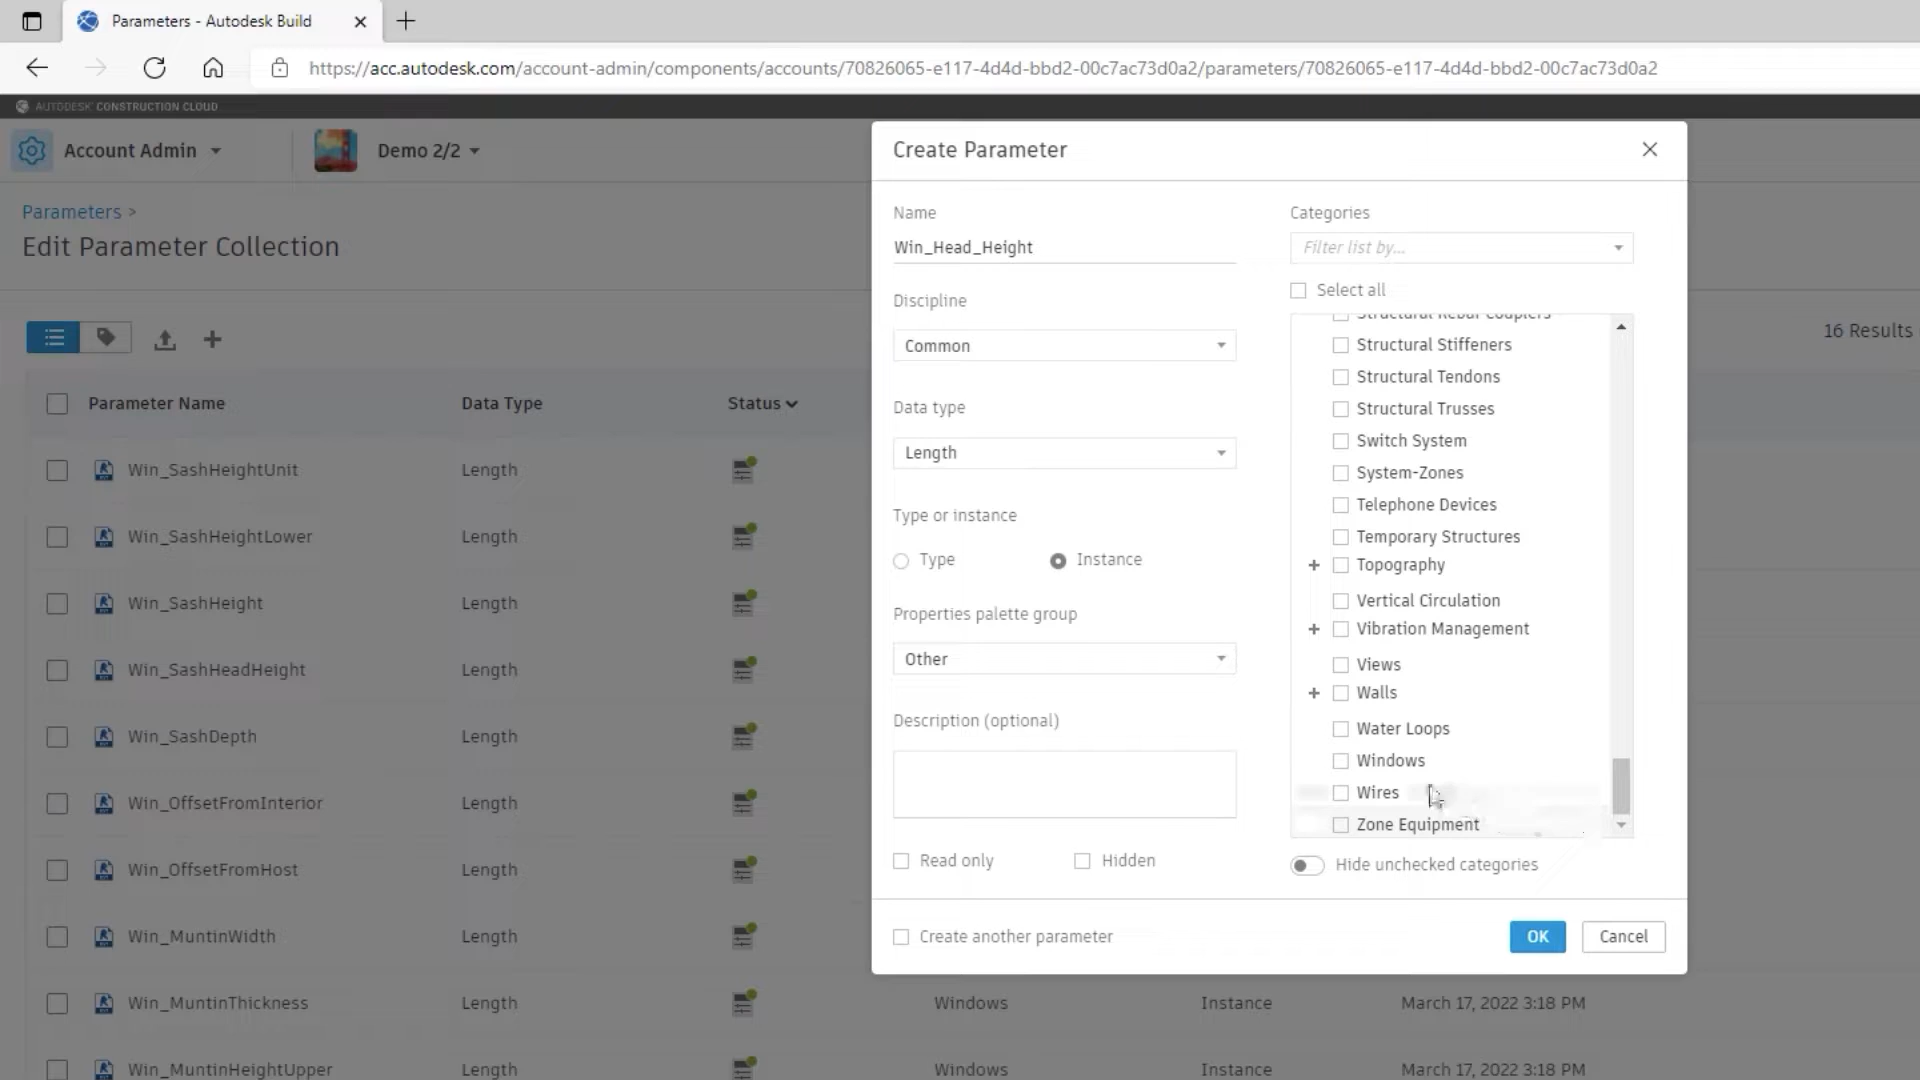 Parameters - Autodesk Build
https://acc.autodesk.com/account-admin/components/accounts/70826065-e117-4d4d-bbd2-00c7ac73d0a2/parameters/70826065-e117-4d4d-bbd2-00c7ac73d0a2
AUTODESK CONSTRUCTION CLOUD
Account Admin
Demo 2/2
Parameters >
Edit Parameter Collection
16 Results
Parameter Name
Data Type
Status
Win_SashHeightUnit
Length
Win_SashHeightLower
Length
Win_SashHeight
Length
Win_SashHeadHeight
Length
Win_SashDepth
Length
Win_OffsetFromInterior
Length
Win_OffsetFromHost
Length
Win_MuntinWidth
Length
Win_MuntinThickness
Length
Windows
Instance
March 17, 2022 3:18 PM
Win_MuntinHeightUpper
Length
Windows
Instance
March 17, 2022 3:18 PM
Create Parameter
Name
Win_Head_Height
Discipline
Common
Data type
Length
Type or instance
Type
Instance
Properties palette group
Other
Description (optional)
Read only
Hidden
Categories
Filter list by...
Select all
Structural Rebar Couplers
Structural Stiffeners
Structural Tendons
Structural Trusses
Switch System
System-Zones
Telephone Devices
Temporary Structures
+ Topography
Vertical Circulation
+ Vibration Management
Views
+ Walls
Water Loops
Windows
Wires
Zone Equipment
Hide unchecked categories
Create another parameter
OK
Cancel